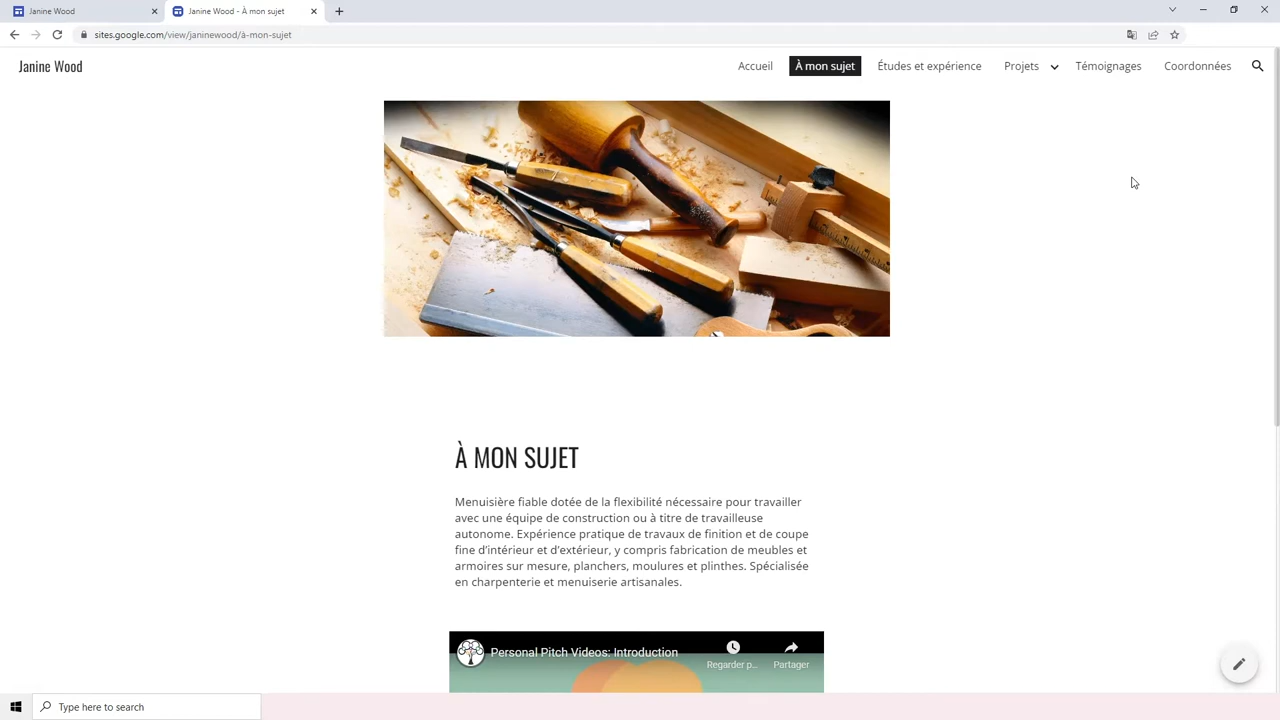 Janine Wood
Janine Wood - À mon sujet
sites.google.com/view/janinewood/à-mon-sujet
Janine Wood
Accueil
À mon sujet
Études et expérience
Projets
Témoignages
Coordonnées
À MON SUJET
Menuisière fiable dotée de la flexibilité nécessaire pour travailler
avec une équipe de construction ou à titre de travailleuse
autonome. Expérience pratique de travaux de finition et de coupe
fine d'intérieur et d'extérieur, y compris fabrication de meubles et
armoires sur mesure, planchers, moulures et plinthes. Spécialisée
en charpenterie et menuiserie artisanales.
Personal Pitch Videos: Introduction
Regarder p...
Partager
Type here to search